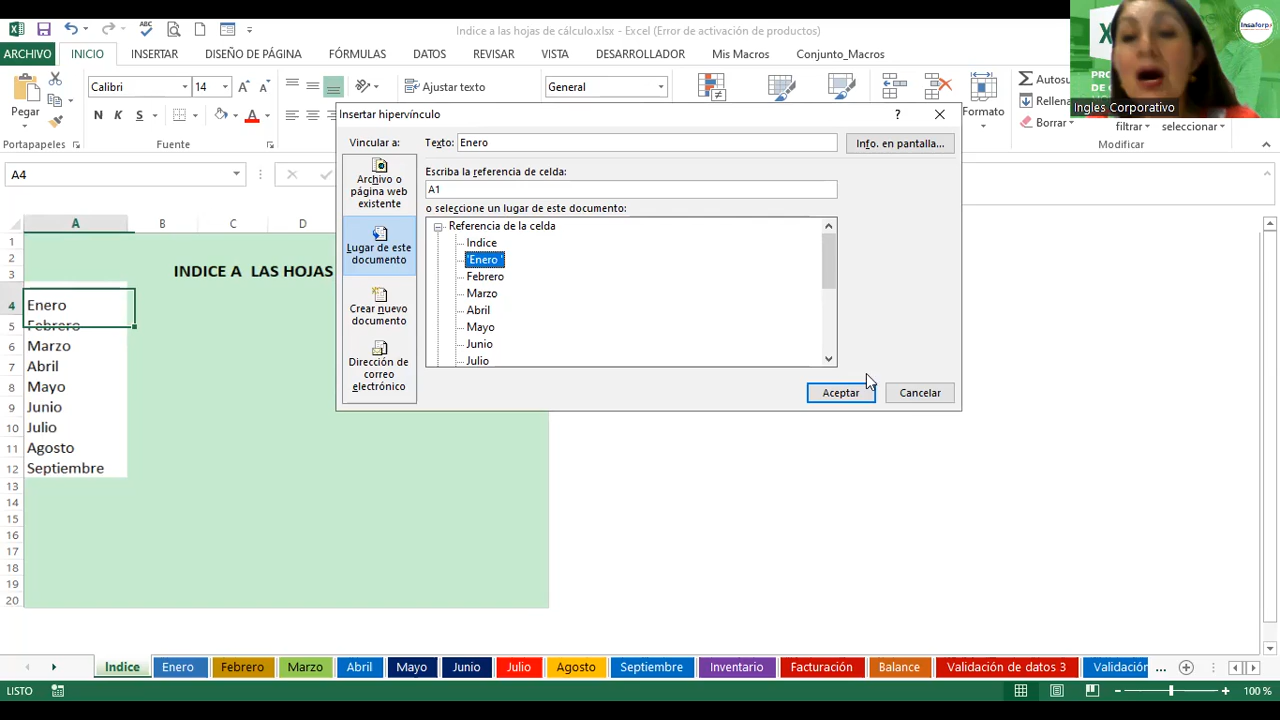 Indice a las hojas de cálculo.xlsx - Excel (Error de activación de productos)
ARCHIVO INICIO INSERTAR DISEÑO DE PÁGINA FÓRMULAS DATOS REVISAR VISTA DESARROLLADOR Mis Macros Conjunto_Macros
Insaforp
Pegar
Calibri 14
Ajustar texto
General
Formato
Autosu
Rellena
Borrar
filtrar
seleccionar
N K S
Portapapeles Fuente Modificar
Ingles Corporativo
Insertar hipervínculo
?
Vincular a:
Texto: Enero
Info. en pantalla...
Archivo o
página web
existente
Escriba la referencia de celda:
A1
o seleccione un lugar de este documento:
Referencia de la celda
Indice
'Enero '
Febrero
Marzo
Abril
Mayo
Junio
Julio
Lugar de este
documento
Crear nuevo
documento
Dirección de
correo
electrónico
Aceptar Cancelar
A4
A B C D
1
2
INDICE A LAS HOJAS
3
4 Enero
5 Febrero
6 Marzo
7 Abril
8 Mayo
9 Junio
10 Julio
11 Agosto
12 Septiembre
13
14
15
16
17
18
19
20
Indice Enero Febrero Marzo Abril Mayo Junio Julio Agosto Septiembre Inventario Facturación Balance Validación de datos 3 Validación ...
LISTO
100 %